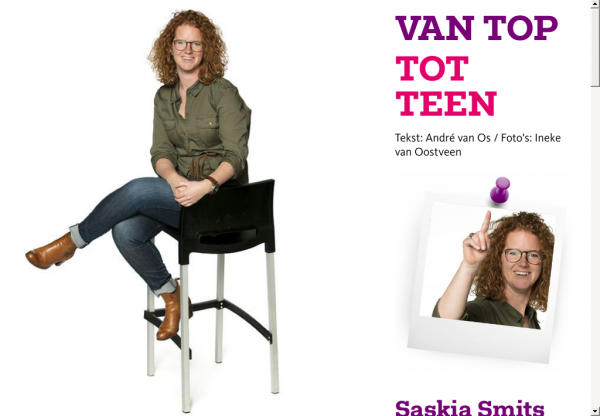 VAN TOP
TOT
TEEN
Tekst: André van Os / Foto's: Ineke
van Oostveen
Saskia Smits